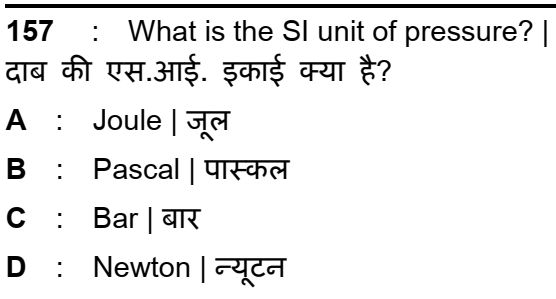 157 : What is the SI unit of pressure? |
दाब की एस.आई. इकाई क्या है?
A : Joule | जूल
B : Pascal | पास्कल
C : Bar | बार
D : Newton | न्यूटन